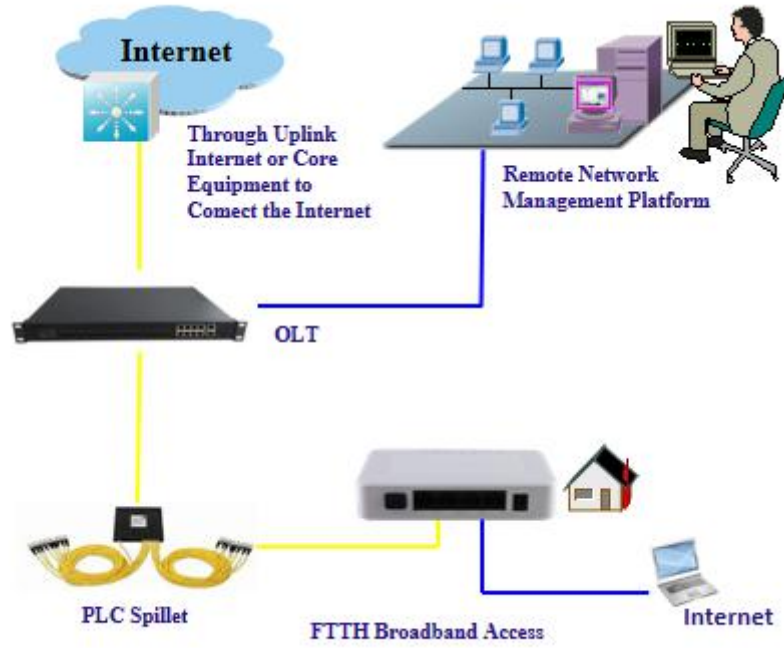 Internet
Through Uplink
Internet or Core
Equipment to
Comect the Internet
Remote Network
Management Platform
OLT
PLC Spillet
FTTH Broadband Access
Internet